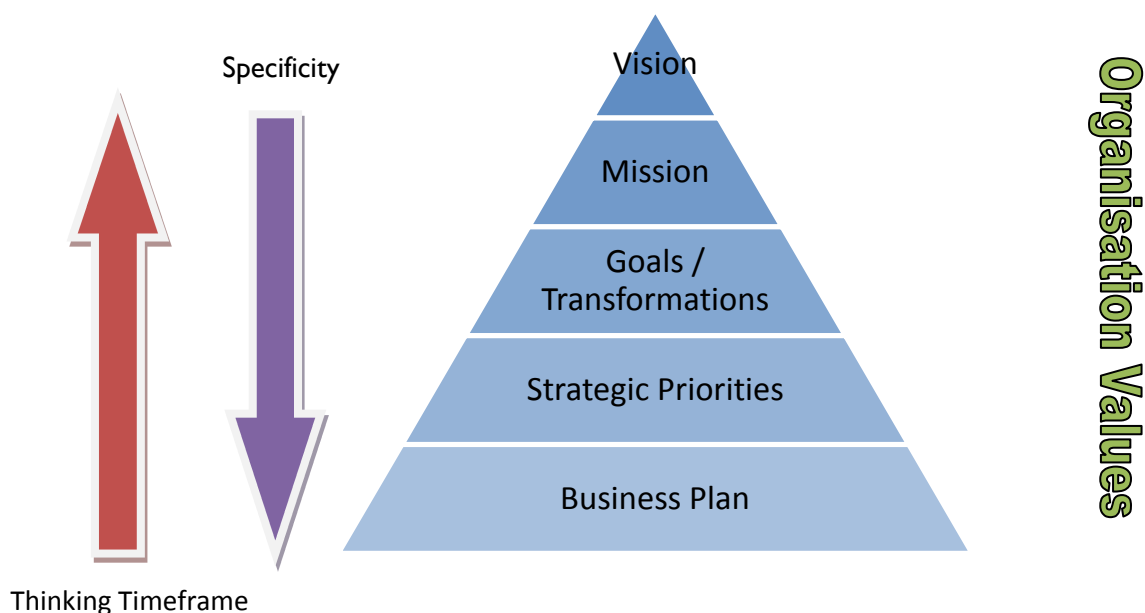 Specificity
Vision
Mission
Goals /
Transformations
Strategic Priorities
Business Plan
Thinking Timeframe
Organisation Values